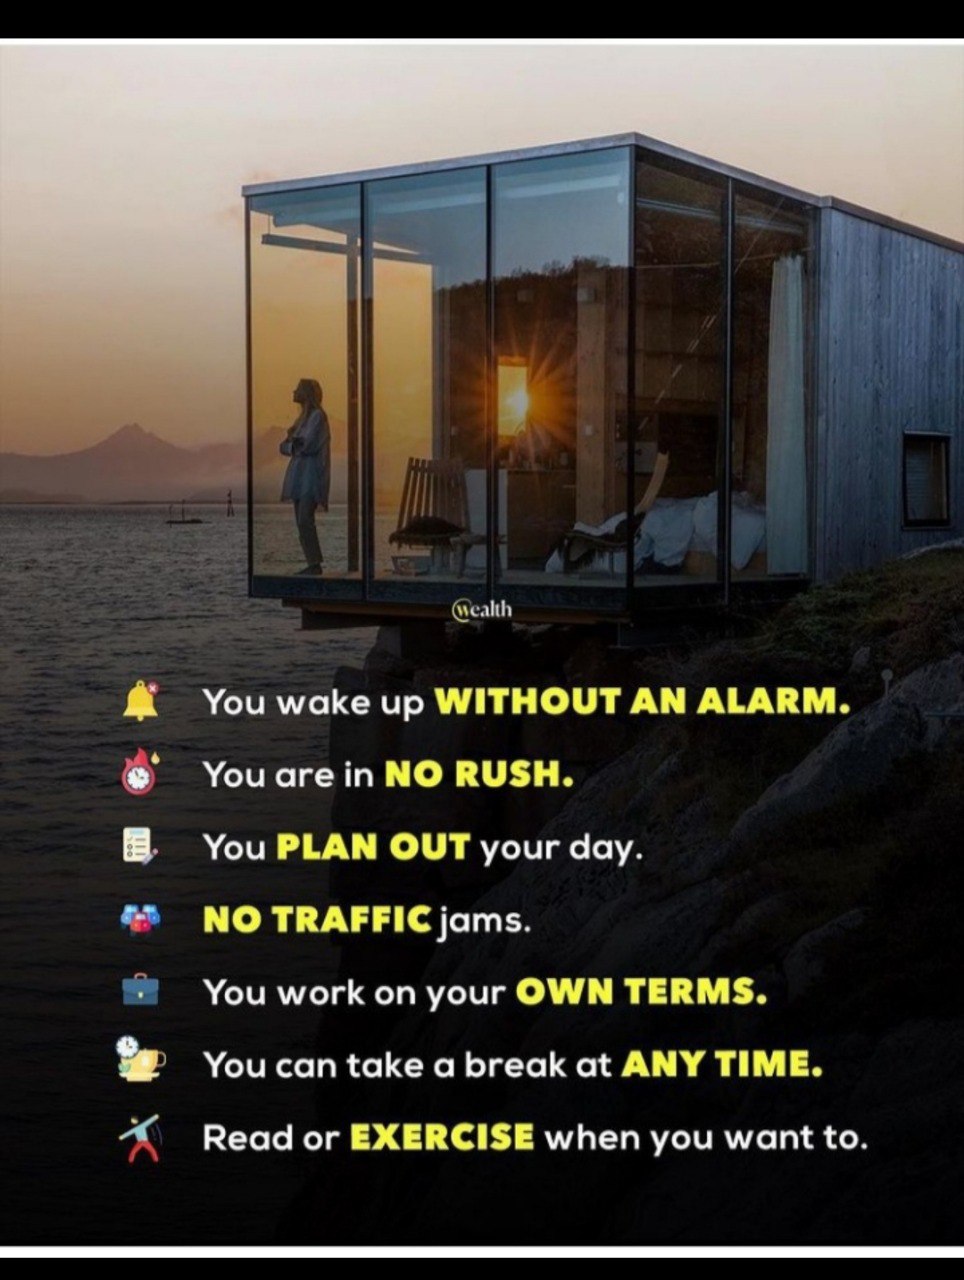 @wealth
You wake up WITHOUT AN ALARM.
You are in NO RUSH.
You PLAN OUT your day.
NO TRAFFIC jams.
You work on your OWN TERMS.
You can take a break at ANY TIME.
Read or EXERCISE when you want to.